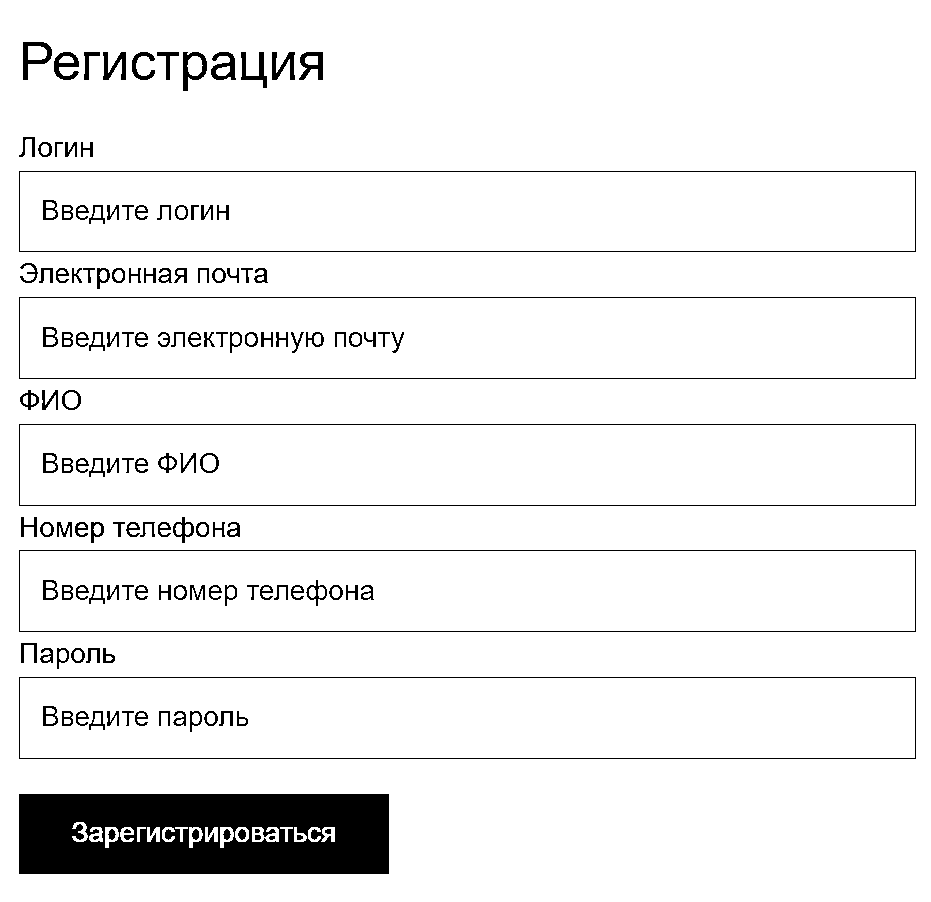 Регистрация
Логин
Введите логин
Электронная почта
Введите электронную почту
ФИО
Введите ФИО
Номер телефона
Введите номер телефона
Пароль
Введите пароль
Зарегистрироваться